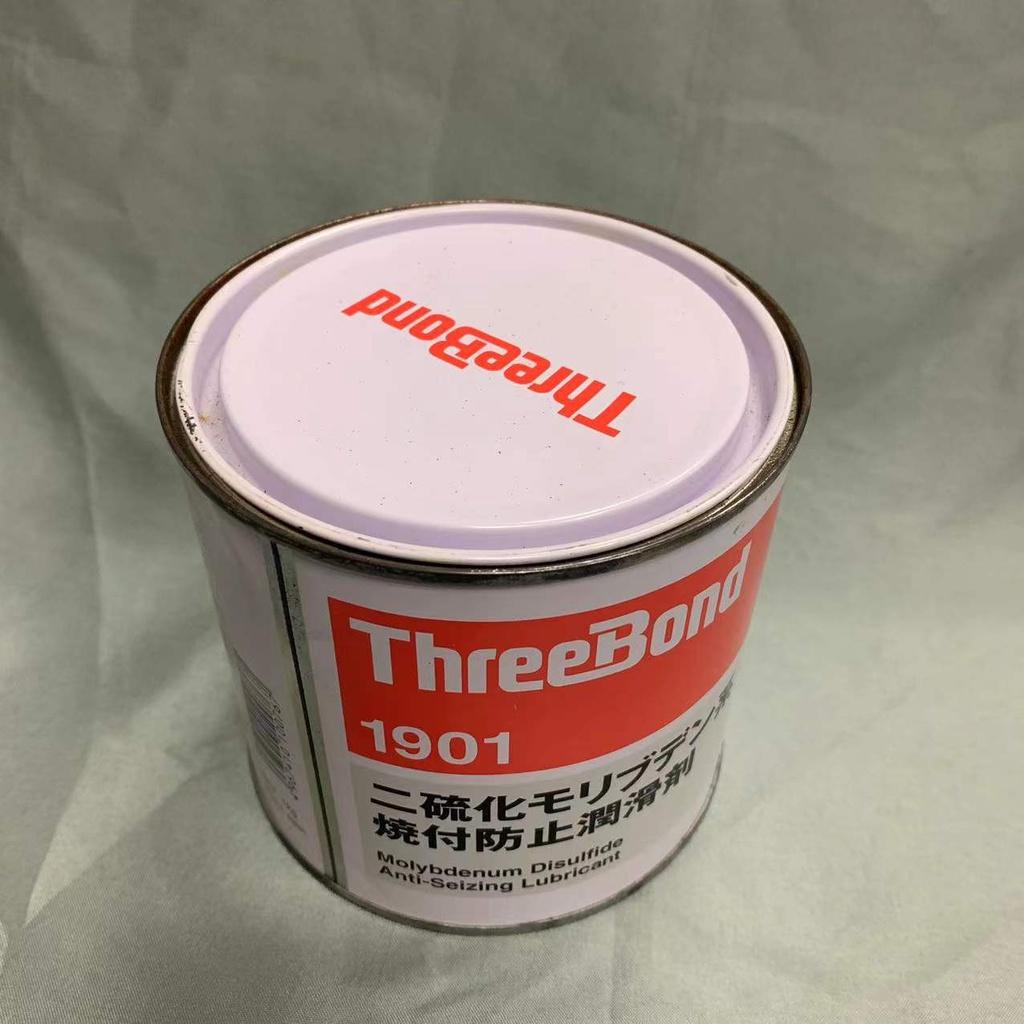 ThreeBond
ThreeBond
1901
二硫化モリブデン系
焼付防止潤滑剤
Molybdenum Disulfide
Anti-Seizing Lubricant